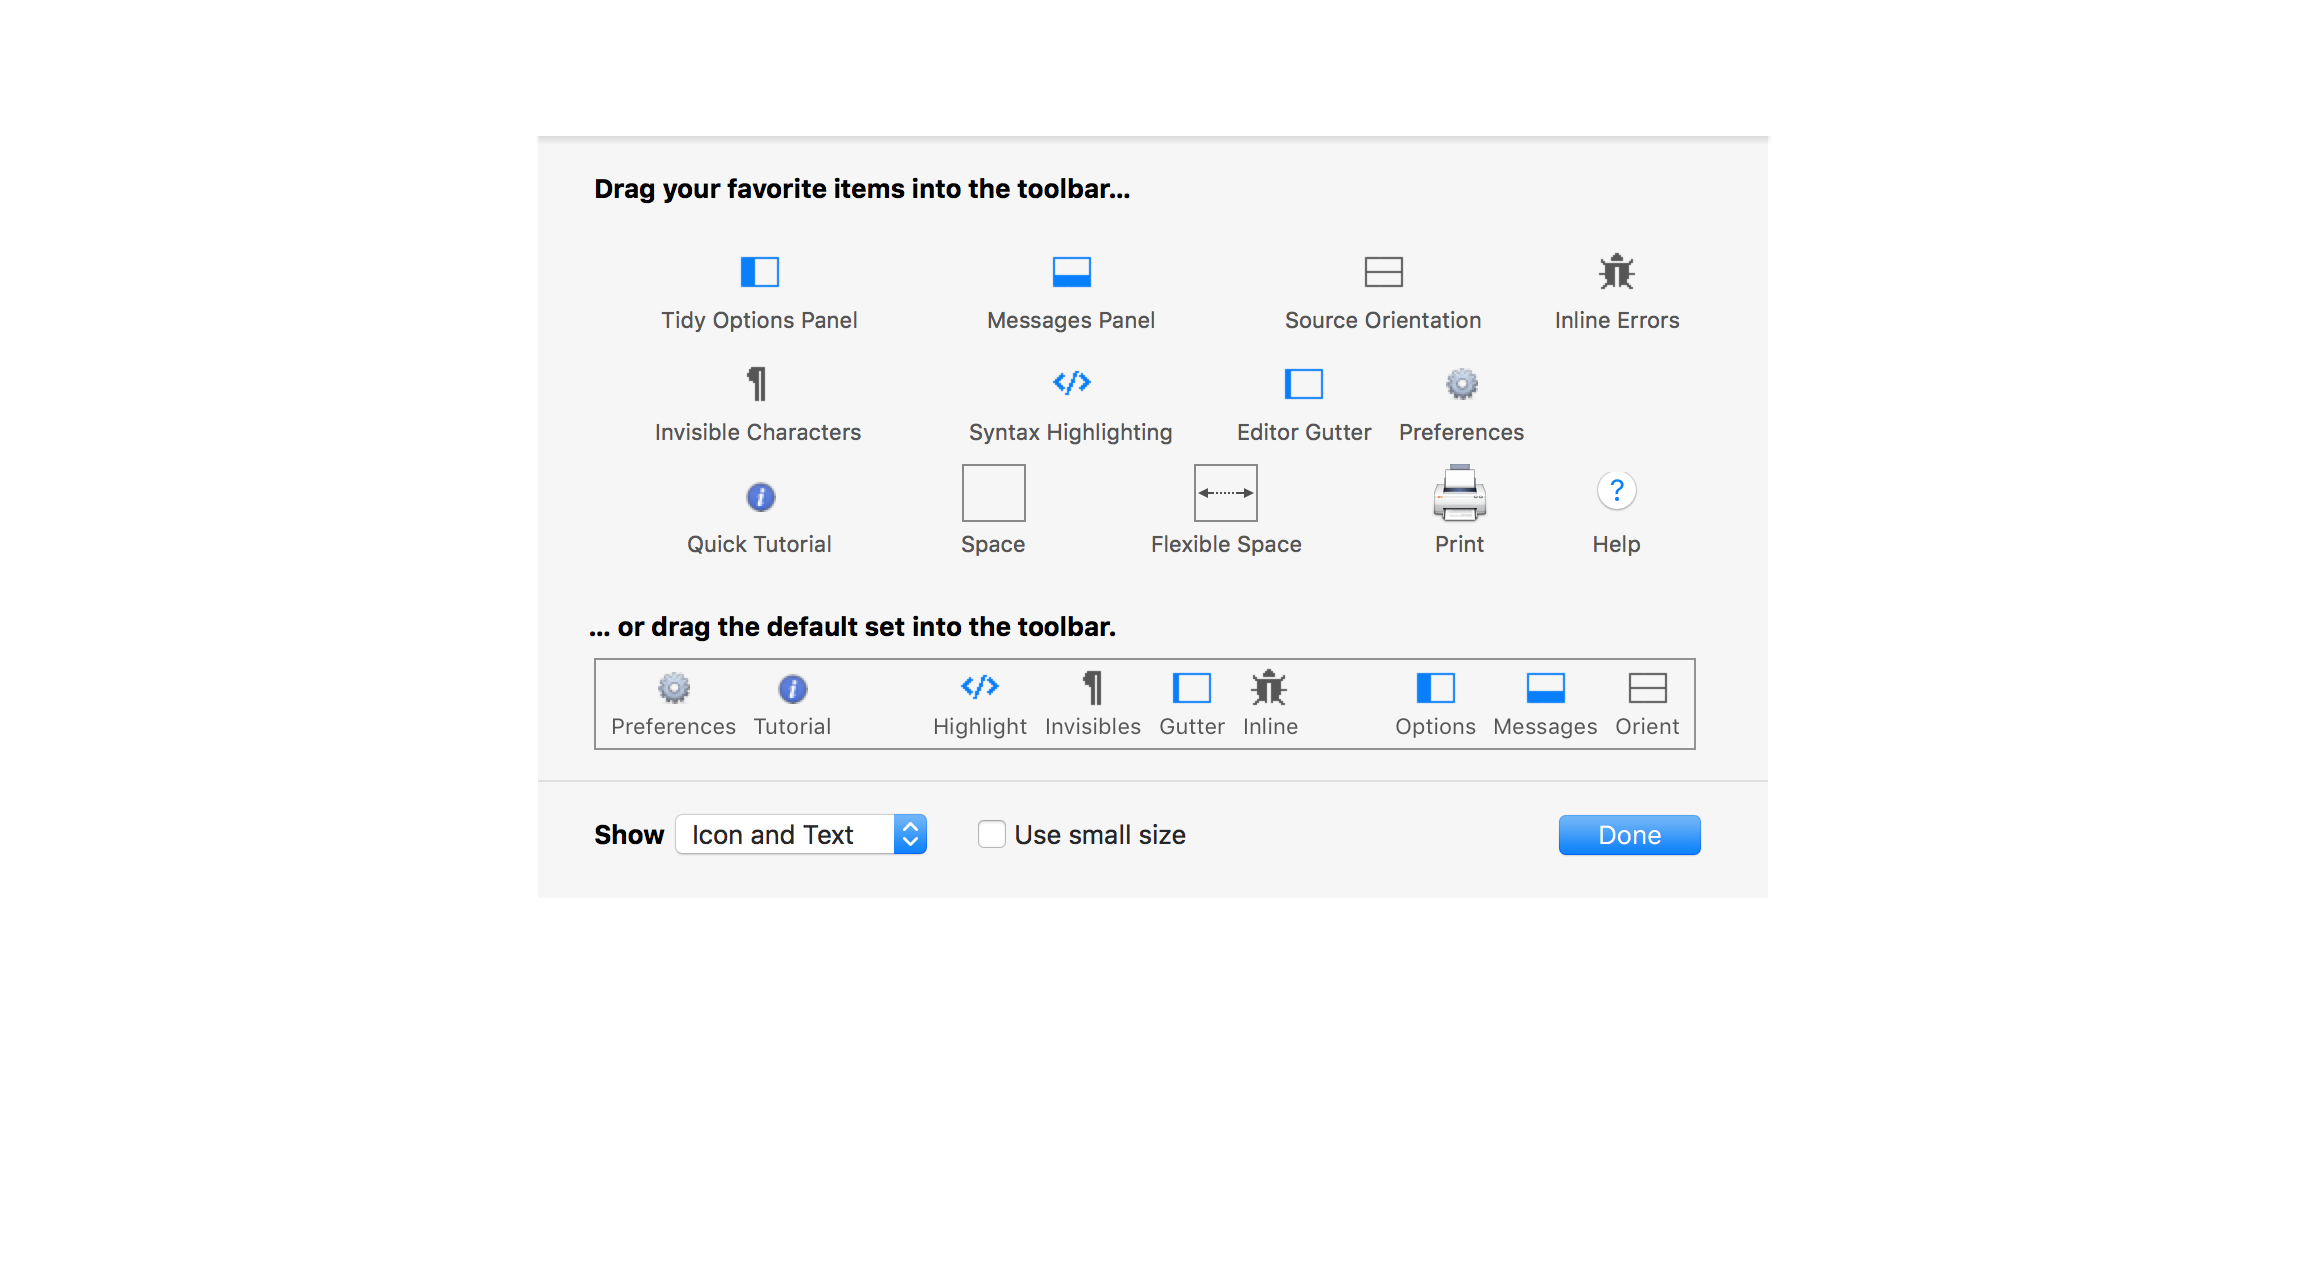 Drag your favorite items into the toolbar...
Tidy Options Panel Messages Panel Source Orientation Inline Errors
Invisible Characters Syntax Highlighting Editor Gutter Preferences
Quick Tutorial Space Flexible Space Print Help
... or drag the default set into the toolbar.
Preferences Tutorial Highlight Invisibles Gutter Inline Options Messages Orient
Show Icon and Text Use small size Done